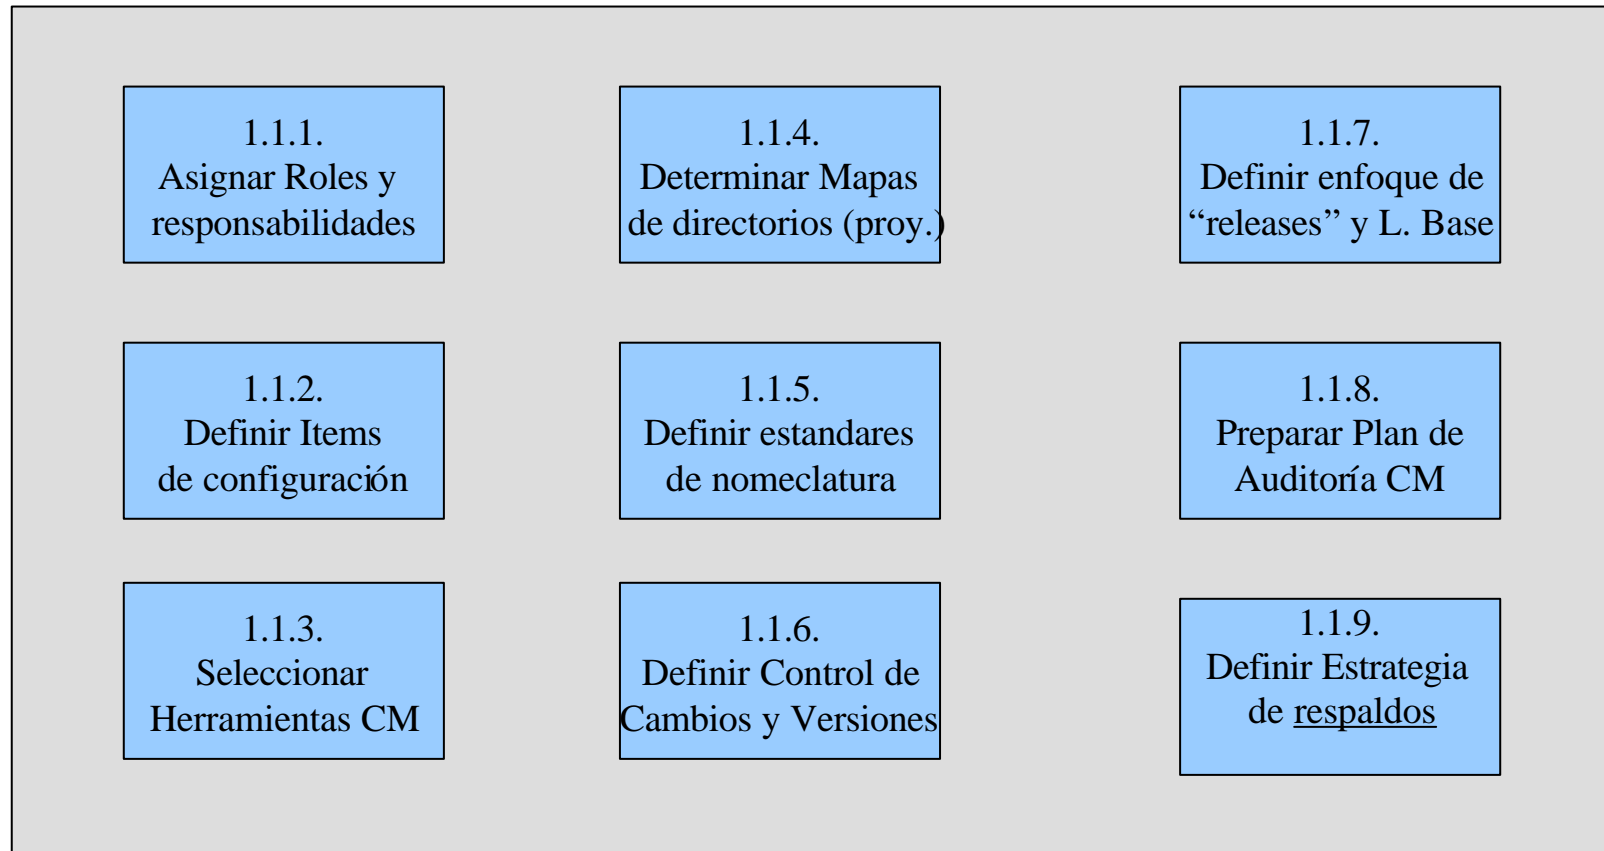 1.1.1.
Asignar Roles y
responsabilidades
1.1.2.
Definir Items
de configuración
1.1.3.
Seleccionar
Herramientas CM
1.1.4.
Determinar Mapas
de directorios (proy.)
1.1.5.
Definir estandares
de nomeclatura
1.1.6.
Definir Control de
Cambios y Versiones
1.1.7.
Definir enfoque de
“releases” y L. Base
1.1.8.
Preparar Plan de
Auditoría CM
1.1.9.
Definir Estrategia
de respaldos